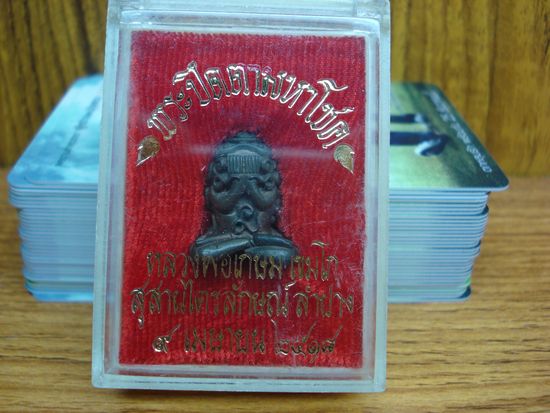 พระปิดตามหาโชค
หลวงพ่อเกษม เขมโก
สุสานไตรลักษณ์ ลำปาง
๙ เมษายน ๒๕๑๘